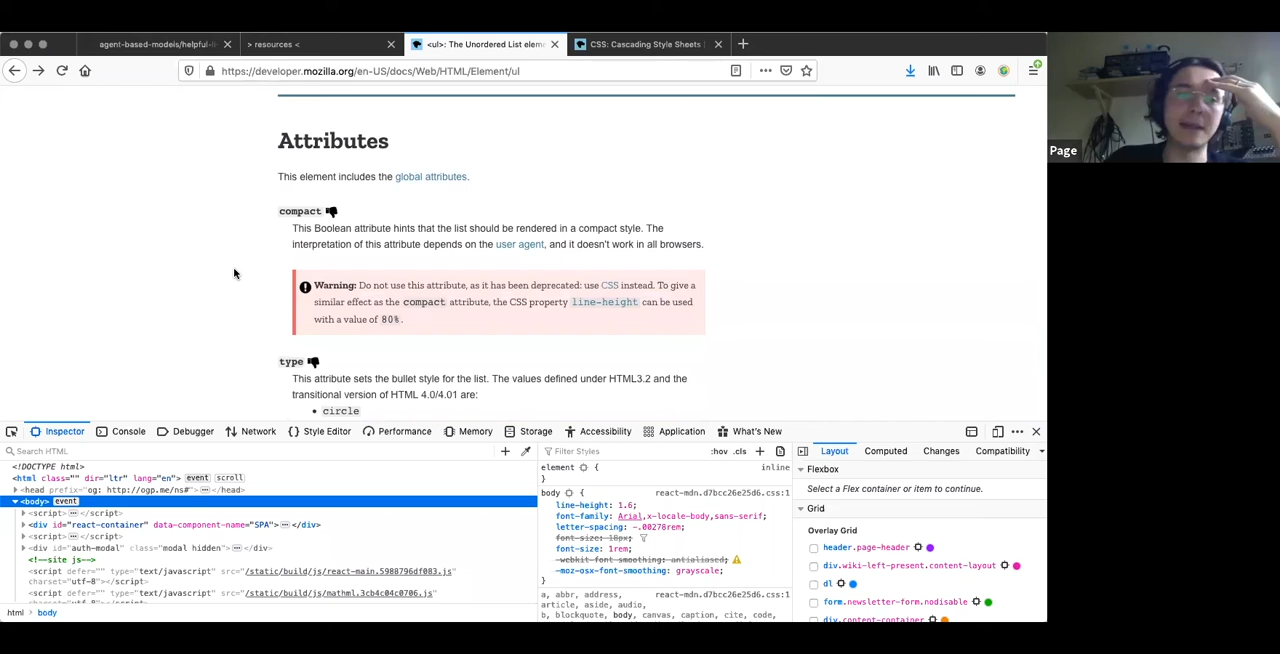 agent-based-models/helpful-li
> resources <
<ul>: The Unordered List eleme
CSS: Cascading Style Sheets |
https://developer.mozilla.org/en-US/docs/Web/HTML/Element/ul
Page
Attributes
This element includes the global attributes.
compact
This Boolean attribute hints that the list should be rendered in a compact style. The
interpretation of this attribute depends on the user agent, and it doesn't work in all browsers.
Warning: Do not use this attribute, as it has been deprecated: use CSS instead. To give a
similar effect as the compact attribute, the CSS property line-height can be used
with a value of 80%.
type
This attribute sets the bullet style for the list. The values defined under HTML3.2 and the
transitional version of HTML 4.0/4.01 are:
• circle
Inspector Console Debugger Network {} Style Editor Performance Memory Storage Accessibility Application What's New
Search HTML
<!DOCTYPE html>
<html class="" dir="ltr" lang="en"> event scroll
<head prefix="og: http://ogp.me/ns#"></head>
<body> event
<script></script>
<div id="react-container" data-component-name="SPA"></div>
<script></script>
<div id="auth-modal" class="modal hidden"></div>
<!--site js-->
<script defer="" type="text/javascript" src="/static/build/js/react-main.5988796df083.js"
charset="utf-8"></script>
<script defer="" type="text/javascript" src="/static/build/js/mathml.3cb4c04c0706.js"
charset="utf-8"></script>
html > body
Filter Styles :hov .cls +
element { inline
}
body { react-mdn.d7bcc26e25d6.css:1
line-height: 1.6;
font-family: Arial,x-locale-body,sans-serif;
letter-spacing: -.00278rem;
font-size: 18px;
font-size: 1rem;
-webkit-font-smoothing: antialiased;
-moz-osx-font-smoothing: grayscale;
}
a, abbr, address, react-mdn.d7bcc26e25d6.css:1
article, aside, audio,
b, blockquote, body, canvas, caption, cite, code,
Layout Computed Changes Compatibility
Flexbox
Select a Flex container or item to continue.
Grid
Overlay Grid
header.page-header
div.wiki-left-present.content-layout
dl
form.newsletter-form.nodisable
div.content-container